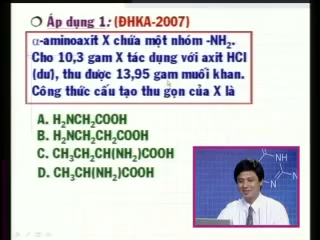 Áp dụng 1: (ĐHKA-2007)
α-aminoaxit X chứa một nhóm -NH₂.
Cho 10,3 gam X tác dụng với axit HCl
(dư), thu được 13,95 gam muối khan.
Công thức cấu tạo thu gọn của X là
A. H₂NCH₂COOH
B. H₂NCH₂CH₂COOH
C. CH₃CH₂CH(NH₂)COOH
D. CH₃CH(NH₂)COOH
NH
N